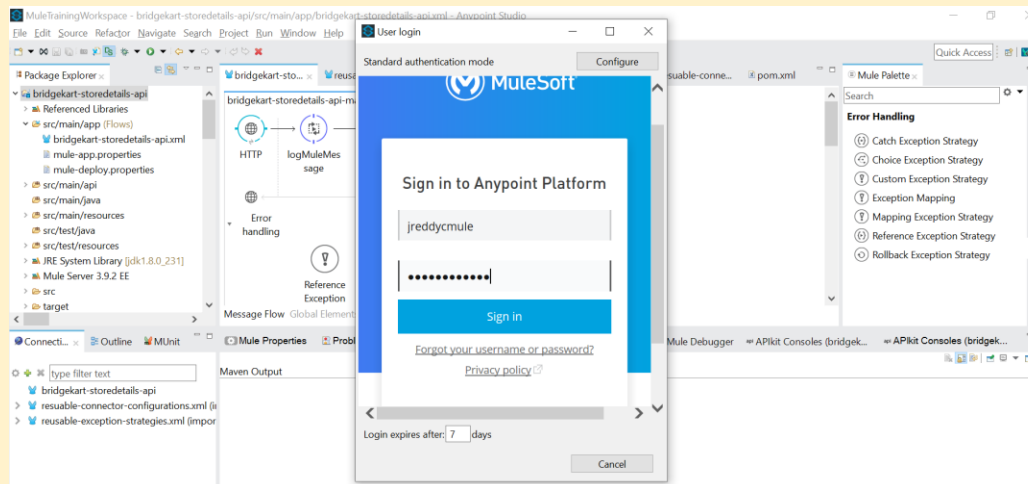 MuleTrainingWorkspace - bridgekart-storedetails-api/src/main/app/bridgekart-storedetails-api.xml - Anypoint Studio
File Edit Source Refactor Navigate Search Project Run Window Help
Quick Access
Package Explorer
bridgekart-storedetails-api
Referenced Libraries
src/main/app (Flows)
bridgekart-storedetails-api.xml
mule-app.properties
mule-deploy.properties
src/main/api
src/main/java
src/main/resources
src/test/java
src/test/resources
JRE System Library [jdk1.8.0_231]
Mule Server 3.9.2 EE
src
target
bridgekart-sto...
pom.xml
HTTP
logMuleMes
sage
Error
handling
Reference
Exception
Message Flow Global Element
User login
Standard authentication mode
Configure
MuleSoft
Sign in to Anypoint Platform
jreddycmule
Sign in
Forgot your username or password?
Privacy policy
Login expires after: 7 days
Cancel
Mule Palette
Search
Error Handling
Catch Exception Strategy
Choice Exception Strategy
Custom Exception Strategy
Exception Mapping
Mapping Exception Strategy
Reference Exception Strategy
Rollback Exception Strategy
Connecti... Outline MUnit
type filter text
bridgekart-storedetails-api
resuable-connector-configurations.xml (i
reusable-exception-strategies.xml (impor
Mule Properties
Maven Output
Mule Debugger APIkit Consoles (bridgek... APIkit Consoles (bridgek...